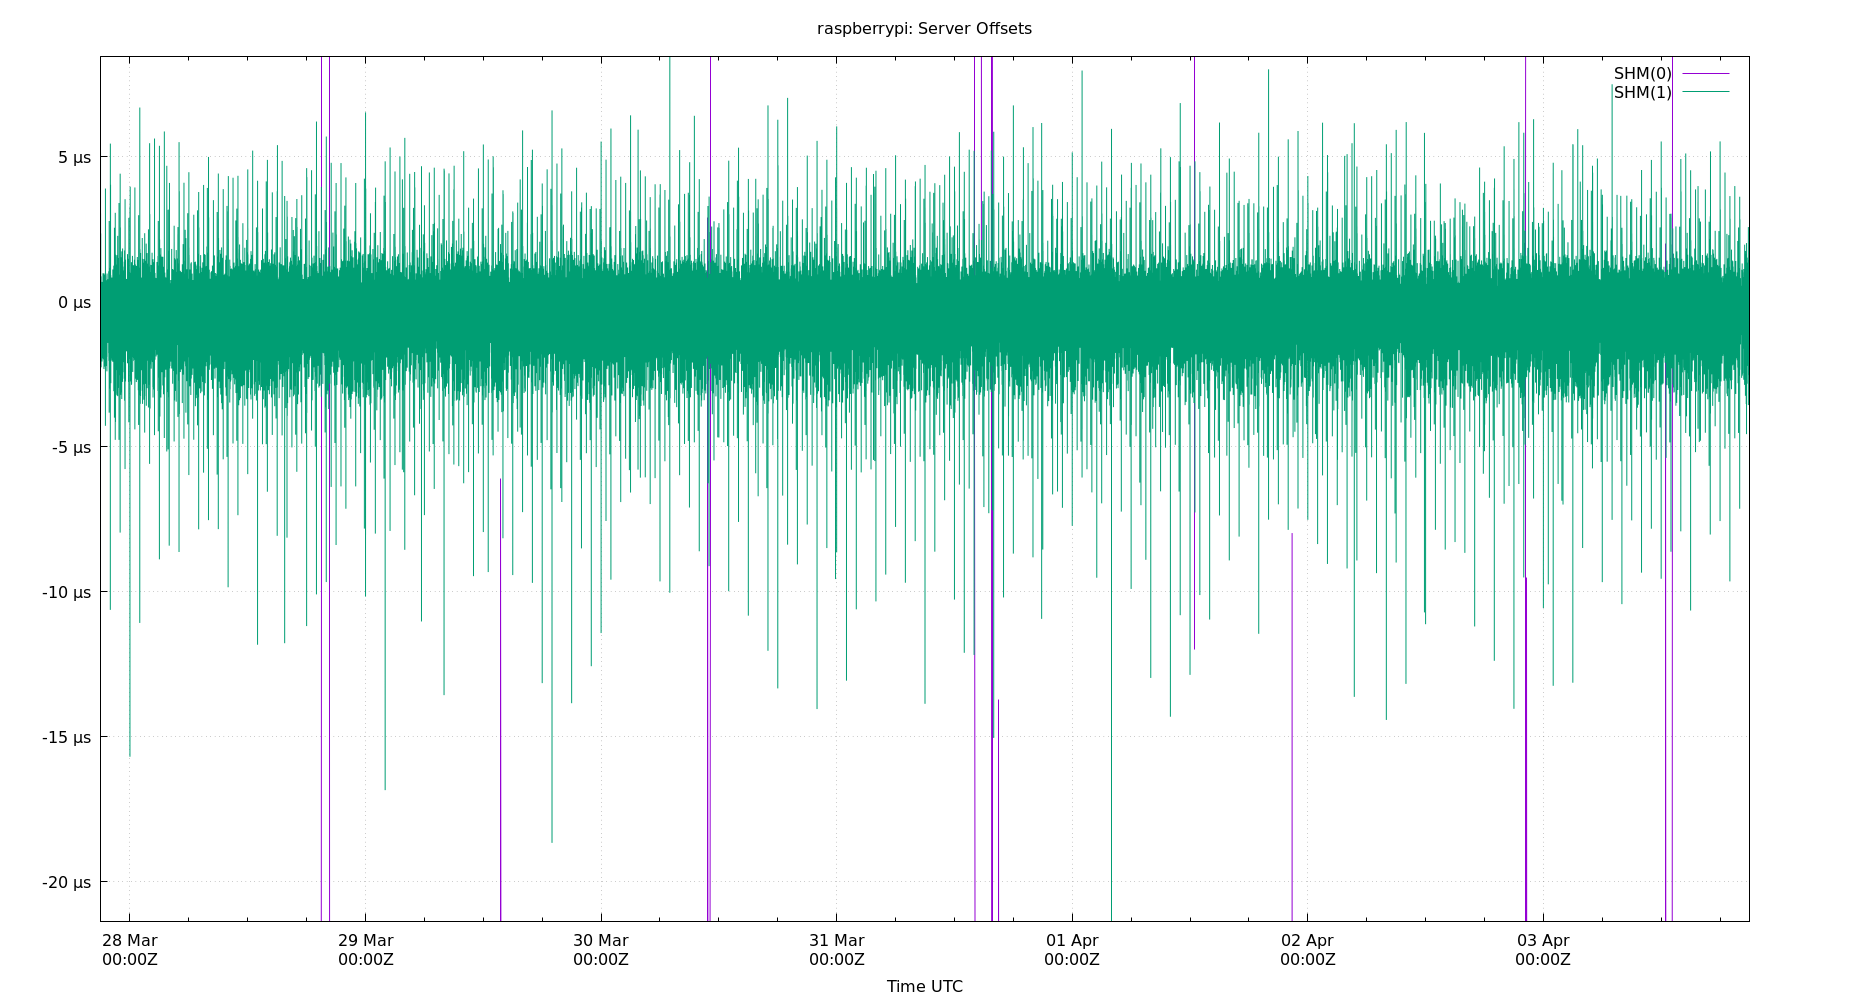 raspberrypi: Server Offsets
SHM(0)
SHM(1)
5 µs
0 µs
-5 µs
-10 µs
-15 µs
-20 µs
28 Mar 29 Mar 30 Mar 31 Mar 01 Apr 02 Apr 03 Apr
00:00Z 00:00Z 00:00Z 00:00Z 00:00Z 00:00Z 00:00Z
Time UTC